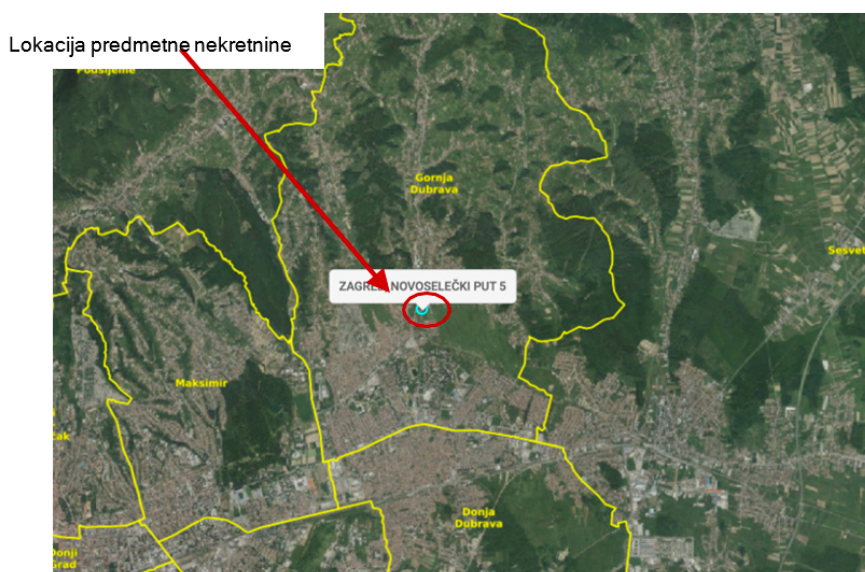 Lokacija predmetne nekretnine
Podsljeme
Gornja
Dubrava
Sesvet
ZAGREB, NOVOSELEČKI PUT 5
Maksimir
Donja
Dubrava
Donji
Grad